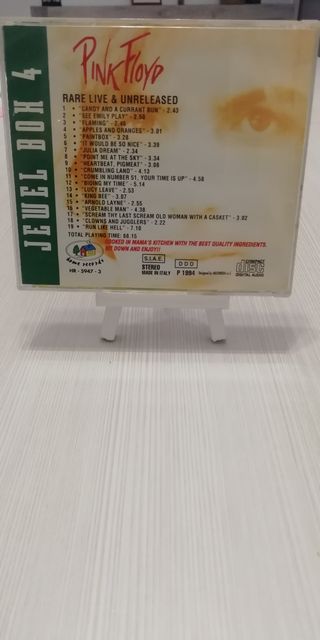 JEWEL BOX 4
PINK FLOYD
RARE LIVE & UNRELEASED
1 • "CANDY AND A CURRANT BUN" - 2.43
2 • "SEE EMILY PLAY" - 2.50
3 • "FLAMING" - 2.46
4 • "APPLES AND ORANGES" - 3.01
5 • "PAINTBOX" - 3.28
6 • "IT WOULD BE SO NICE" - 3.39
7 • "JULIA DREAM" - 2.34
8 • "POINT ME AT THE SKY" - 3.34
9 • "HEARTBEAT, PIGMEAT" - 3.06
10 • "CRUMBLING LAND" - 4.13
11 • "COME IN NUMBER 51, YOUR TIME IS UP" - 4.58
12 • "BIDING MY TIME" - 5.14
13 • "LUCY LEAVE" - 2.53
14 • "KING BEE" - 3.07
15 • "ARNOLD LAYNE" - 2.55
16 • "VEGETABLE MAN" - 4.38
17 • "SCREAM THY LAST SCREAM OLD WOMAN WITH A CASKET" - 3.02
18 • "CLOWNS AND JUGGLERS" - 2.22
19 • "RUN LIKE HELL" - 7.10
TOTAL PLAYING TIME: 66.15
COOKED IN MAMA'S KITCHEN WITH THE BEST QUALITY INGREDIENTS.
SIT DOWN AND ENJOY!!
home records
HR - 5947 - 3
S.I.A.E.
STEREO
MADE IN ITALY
DDD
P 1994
COMPACT
disc
DIGITAL AUDIO